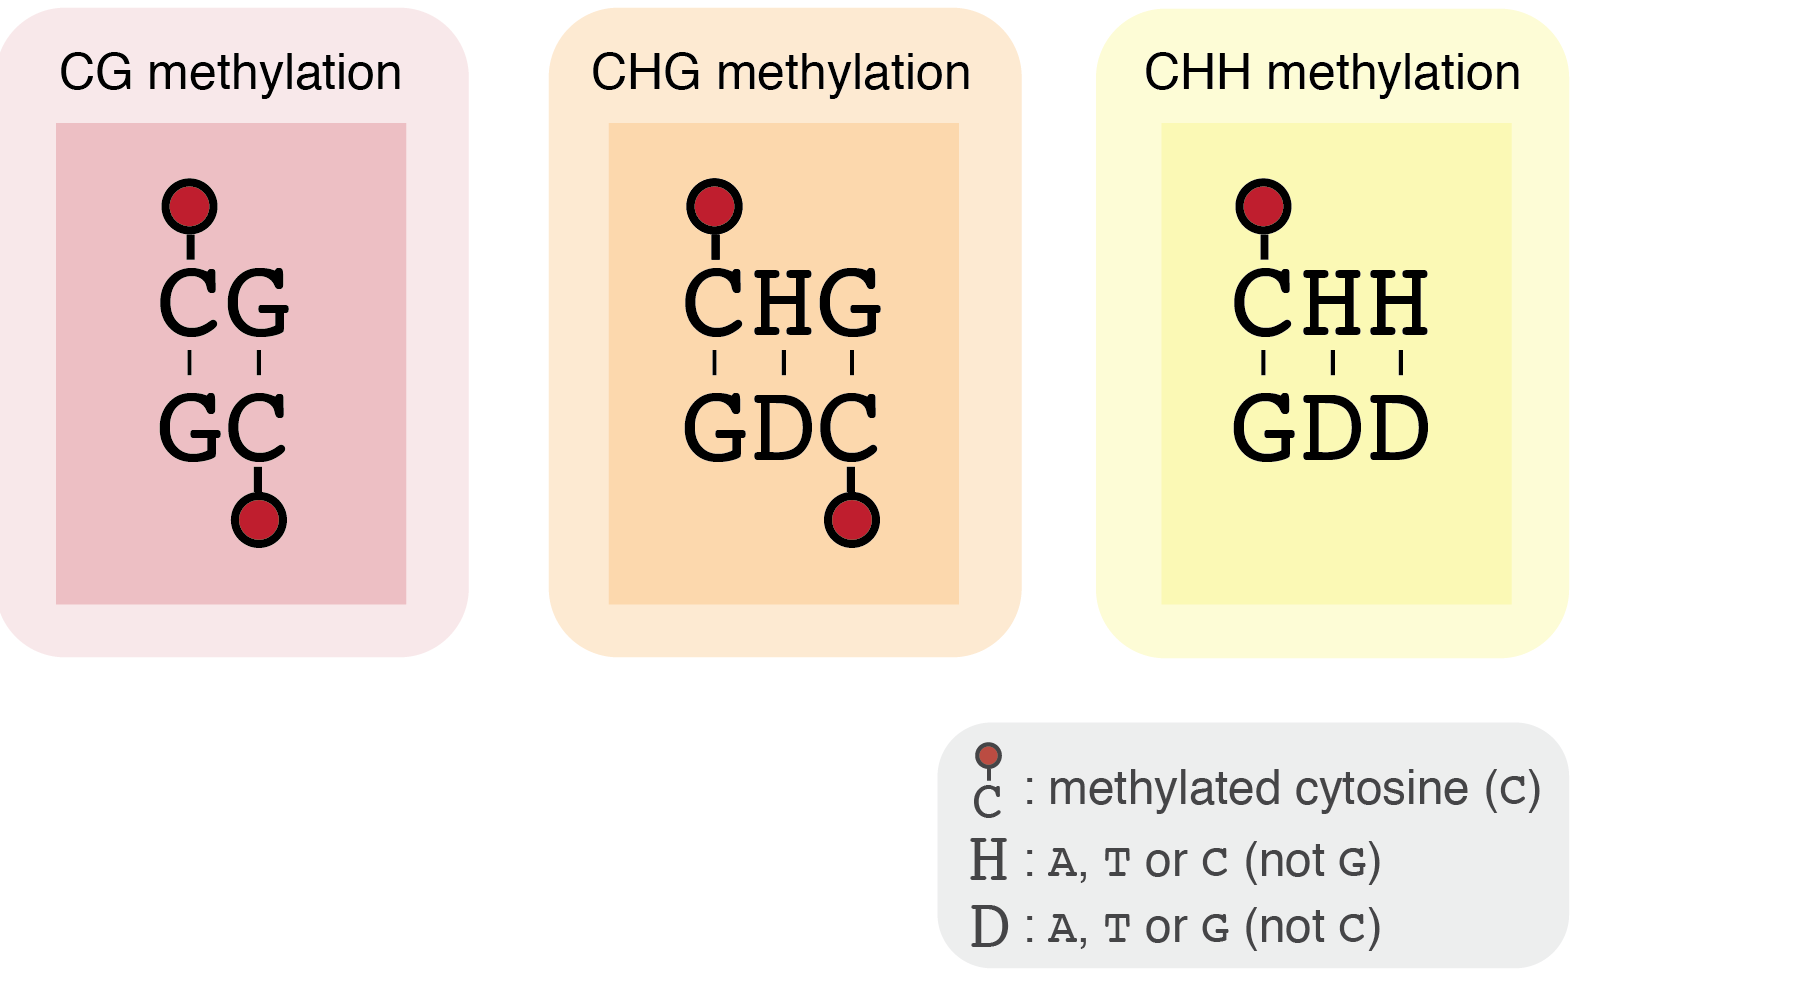 CG methylation
CG
GC
CHG methylation
CHG
GDC
CHH methylation
CHH
GDD
C : methylated cytosine (C)
H : A, T or C (not G)
D : A, T or G (not C)